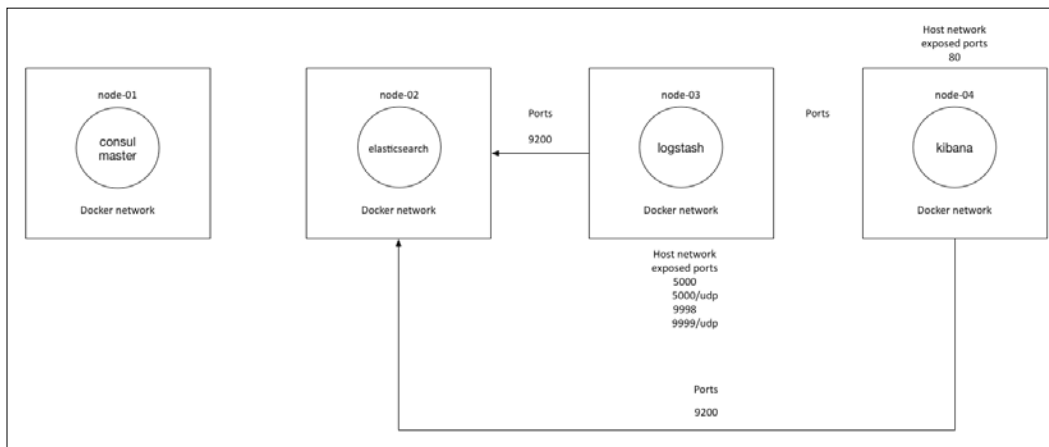 Host network
exposed ports
80
node-01
consul
master
Docker network
node-02
elasticsearch
Docker network
Ports
9200
node-03
logstash
Docker network
Host network
exposed ports
5000
5000/udp
9998
9999/udp
Ports
node-04
kibana
Docker network
Ports
9200